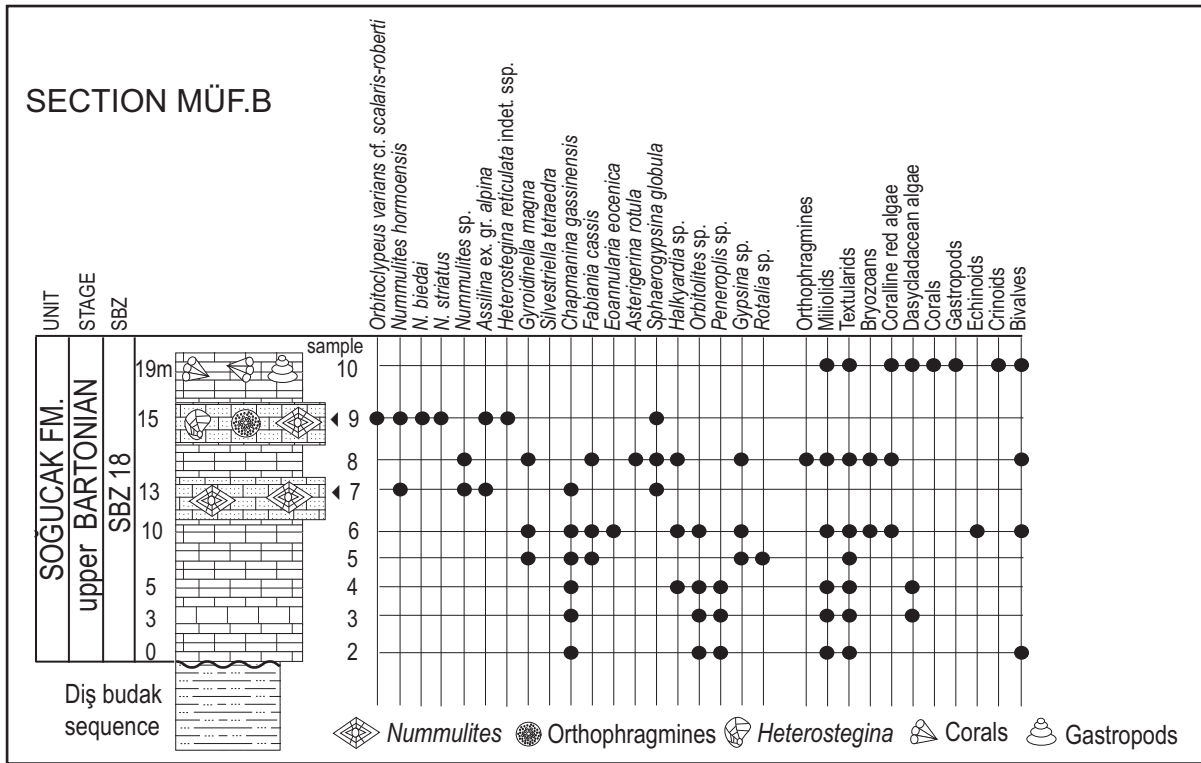 SECTION MÜF.B
UNIT
STAGE
SBZ
Orbitoclypeus varians cf. scalaris-roberti
Nummulites hormoensis
N. biedai
N. striatus
Nummulites sp.
Assilina ex. gr. alpina
Heterostegina reticulata indet. ssp.
Gyroidinella magna
Silvestriella tetraedra
Chapmanina gassinensis
Fabiania cassis
Eoannularia eocenica
Asterigerina rotula
Sphaerogypsina globula
Halkyardia sp.
Orbitolites sp.
Peneroplis sp.
Gypsina sp.
Rotalia sp.
Orthophragmines
Miliolids
Textularids
Bryozoans
Coralline red algae
Dasycladacean algae
Corals
Gastropods
Echinoids
Crinoids
Bivalves
SOĞUCAK FM.
upper BARTONIAN
SBZ 18
sample
19m 10
15 9
8
13 7
10 6
5
5 4
3 3
0 2
Diş budak
sequence
Nummulites Orthophragmines Heterostegina Corals Gastropods